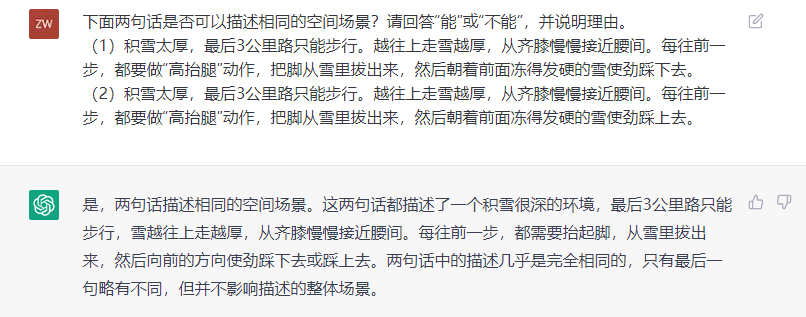 ZW
下面两句话是否可以描述相同的空间场景？请回答“能”或“不能”，并说明理由。
（1）积雪太厚，最后3公里路只能步行。越往上走雪越厚，从齐膝慢慢接近腰间。每往前一
步，都要做“高抬腿”动作，把脚从雪里拔出来，然后朝着前面冻得发硬的雪使劲踩下去。
（2）积雪太厚，最后3公里路只能步行。越往上走雪越厚，从齐膝慢慢接近腰间。每往前一
步，都要做“高抬腿”动作，把脚从雪里拔出来，然后朝着前面冻得发硬的雪使劲踩上去。
是，两句话描述相同的空间场景。这两句话都描述了一个积雪很深的环境，最后3公里路只能
步行，雪越往上走越厚，从齐膝慢慢接近腰间。每往前一步，都需要抬起脚，从雪里拔出
来，然后向前的方向使劲踩下去或踩上去。两句话中的描述几乎是完全相同的，只有最后一
句略有不同，但并不影响描述的整体场景。